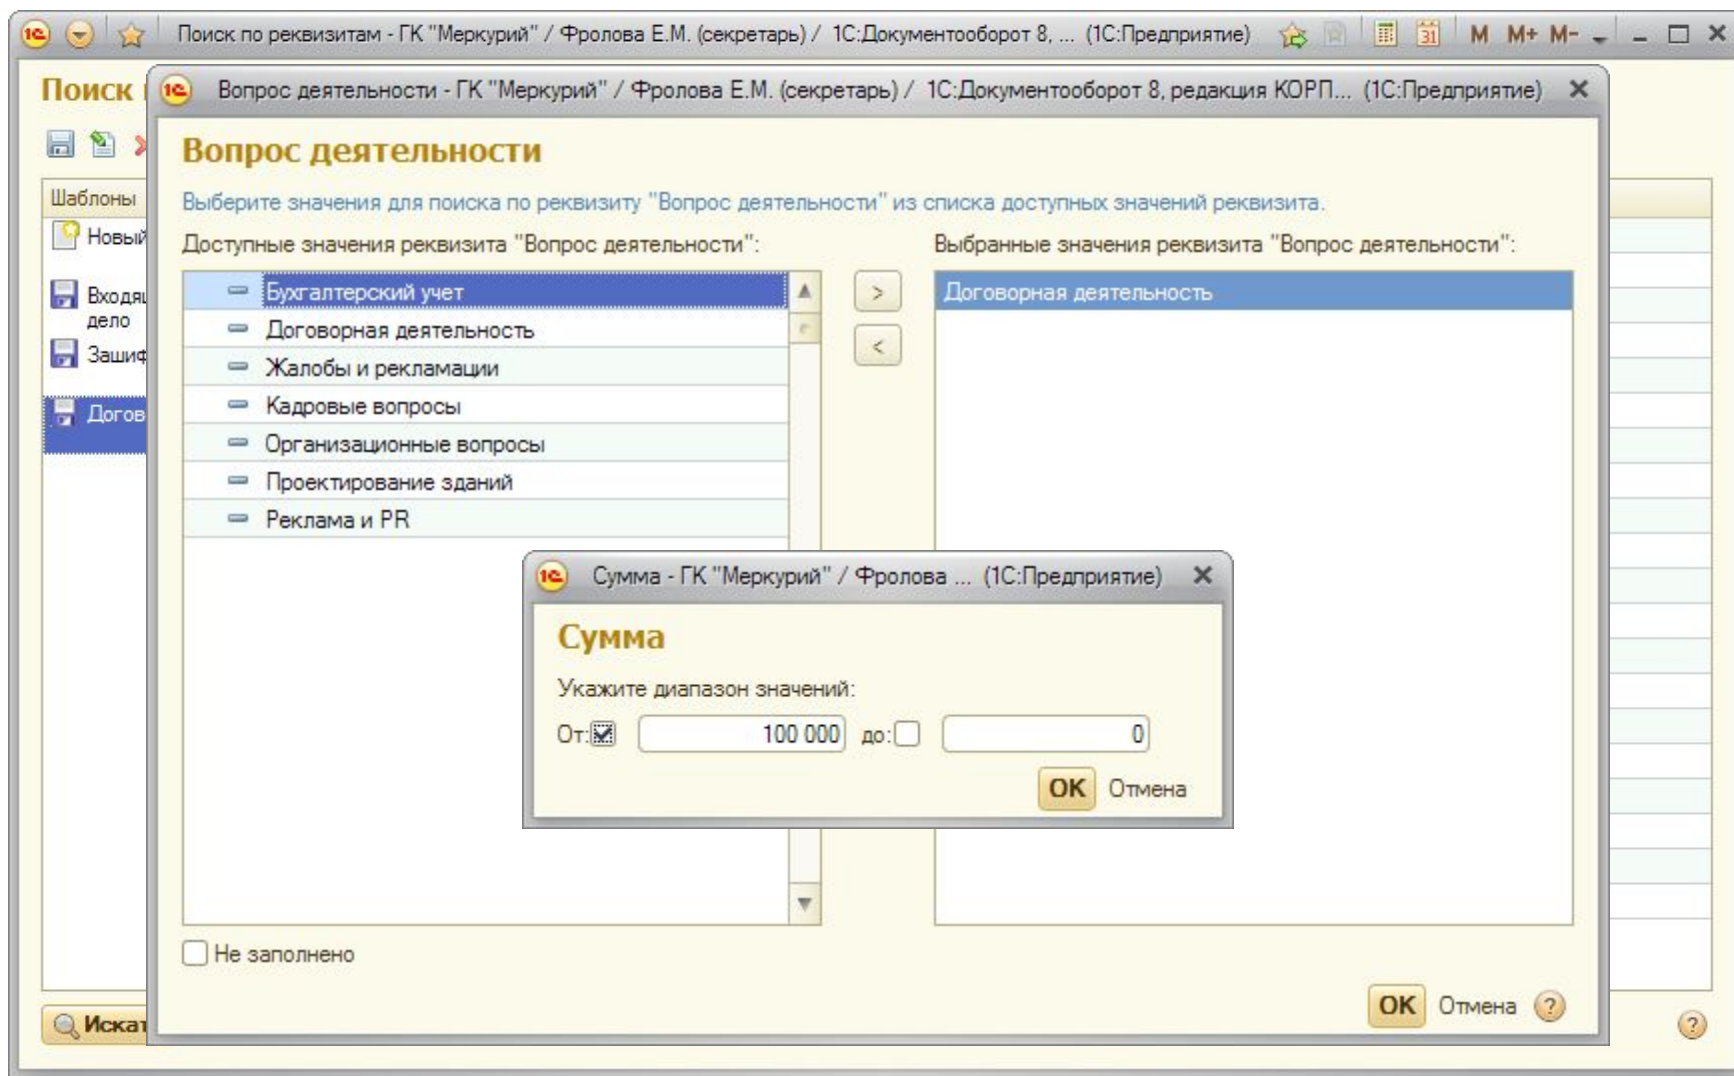 Поиск по реквизитам - ГК "Меркурий" / Фролова Е.М. (секретарь) / 1С:Документооборот 8, ... (1С:Предприятие)
31 M M+ M-
Поиск
Вопрос деятельности - ГК "Меркурий" / Фролова Е.М. (секретарь) / 1С:Документооборот 8, редакция КОРП... (1С:Предприятие)
Вопрос деятельности
Выберите значения для поиска по реквизиту "Вопрос деятельности" из списка доступных значений реквизита.
Доступные значения реквизита "Вопрос деятельности":
Выбранные значения реквизита "Вопрос деятельности":
Шаблоны
Новый
Входящ
дело
Зашиф
Догов
Бухгалтерский учет
Договорная деятельность
Жалобы и рекламации
Кадровые вопросы
Организационные вопросы
Проектирование зданий
Реклама и PR
>
<
Договорная деятельность
Сумма - ГК "Меркурий" / Фролова ... (1С:Предприятие)
Сумма
Укажите диапазон значений:
От: 100 000 до: 0
ОК Отмена
Не заполнено
ОК Отмена ?
Искат
?